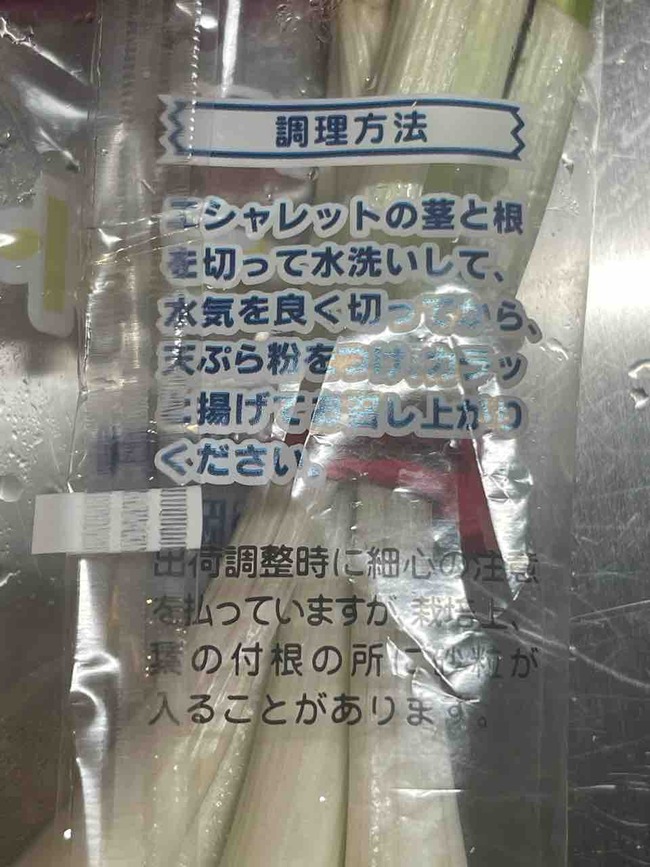 調理方法
エシャレットの茎と根
を切って水洗いして、
水気を良く切ってから、
天ぷら粉をつけ、カラッ
と揚げてお召し上がり
ください。
出荷調整時に細心の注意
を払っていますが、栽培上、
葉の付根の所に砂粒が
入ることがあります。